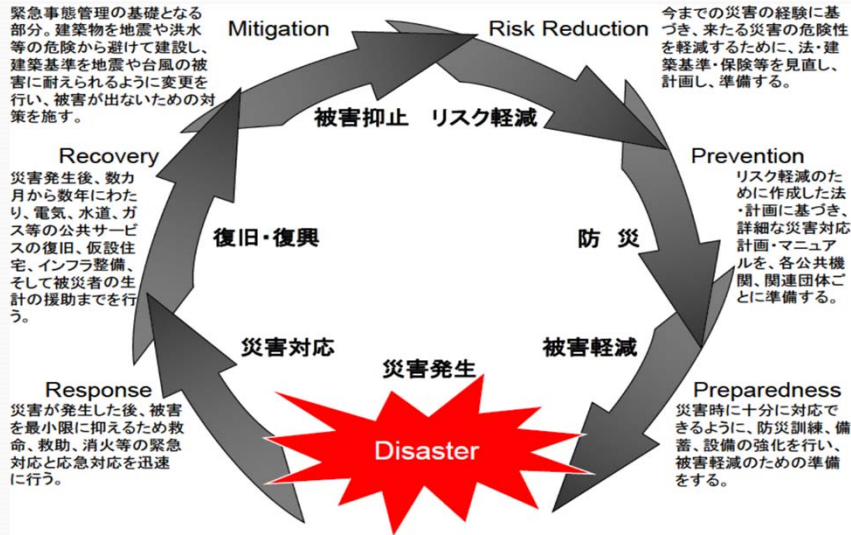 緊急事態管理の基礎となる
部分。建築物を地震や洪水
等の危険から避けて建設し、
建築基準を地震や台風の被
害に耐えられるように変更を
行い、被害が出ないための対
策を施す。
Mitigation
Risk Reduction
今までの災害の経験に基
づき、来たる災害の危険性
を軽減するために、法・建
築基準・保険等を見直し、
計画し、準備する。
被害抑止
リスク軽減
Recovery
災害発生後、数カ
月から数年にわた
り、電気、水道、ガ
ス等の公共サービ
スの復旧、仮設住
宅、インフラ整備、
そして被災者の生
計の援助までを行
う。
復旧・復興
防 災
Prevention
リスク軽減のた
めに作成した法
・計画に基づき、
詳細な災害対応
計画・マニュア
ルを、各公共機
関、関連団体ご
とに準備する。
災害対応
災害発生
被害軽減
Response
災害が発生した後、被害
を最小限に抑えるため救
命、救助、消火等の緊急
対応と応急対応を迅速
に行う。
Disaster
Preparedness
災害時に十分に対応で
きるように、防災訓練、備
蓄、設備の強化を行い、
被害軽減のための準備
をする。